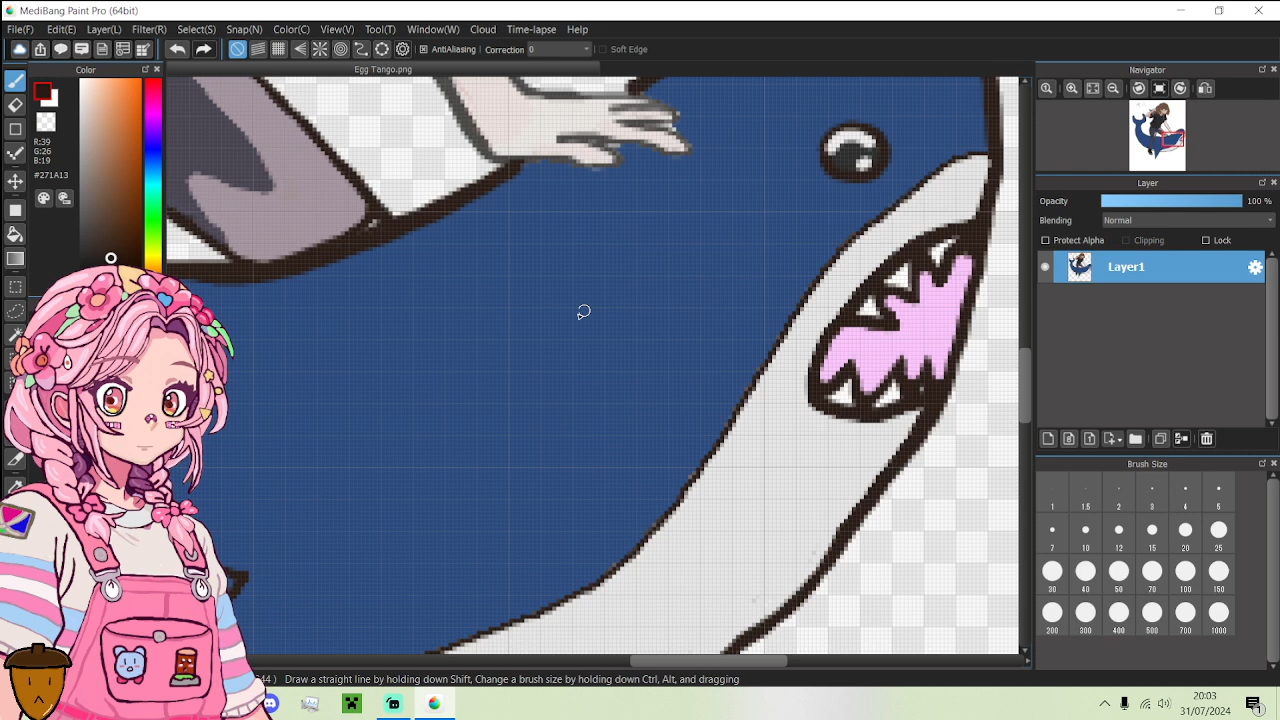 MediBang Paint Pro (64bit)
File(F) Edit(E) Layer(L) Filter(R) Select(S) Snap(N) Color(C) View(V) Tool(T) Window(W) Cloud Time-lapse Help
AntiAliasing Correction 0 Soft Edge
Color
Egg Tango.png
Navigator
R:39
G:26
B:19
#271A13
Layer
Opacity 100 %
Blending Normal
Protect Alpha Clipping Lock
Layer1
Brush Size
1 1.5 2 3 4 5
7 10 12 15 20 25
30 40 50 70 100 150
200 300 400 500 700 1000
44 ) Draw a straight line by holding down Shift, Change a brush size by holding down Ctrl, Alt, and dragging
20:03
31/07/2024
1